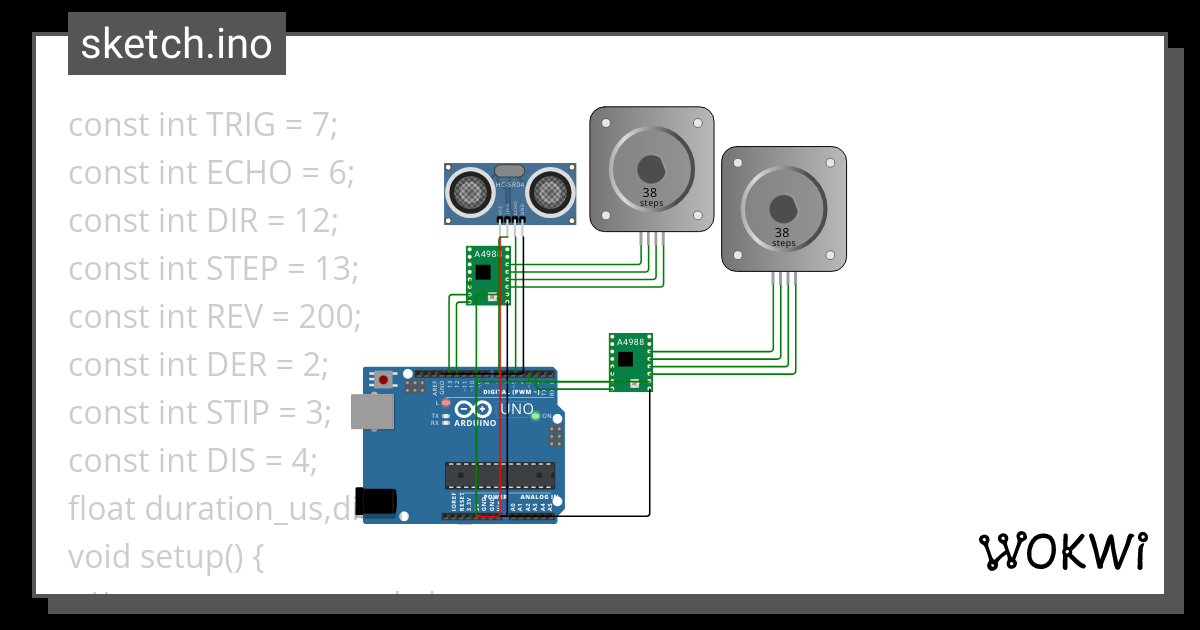 sketch.ino
const int TRIG = 7;
const int ECHO = 6;
const int DIR = 12;
const int STEP = 13;
const int REV = 200;
const int DER = 2;
const int STIP = 3;
const int DIS = 4;
float duration_us,di
void setup() {
HC-SR04
38
steps
38
steps
A4988
A4988
AREF
GND
13
12
~11
~10
DIGITAL (PWM ~)
L
TX
RX
UNO
ON
ARDUINO
POWER
ANALOG IN
IOREF
RESET
3.3V
GND
GND
A0
A1
A2
A3
A4
A5
WOKWi